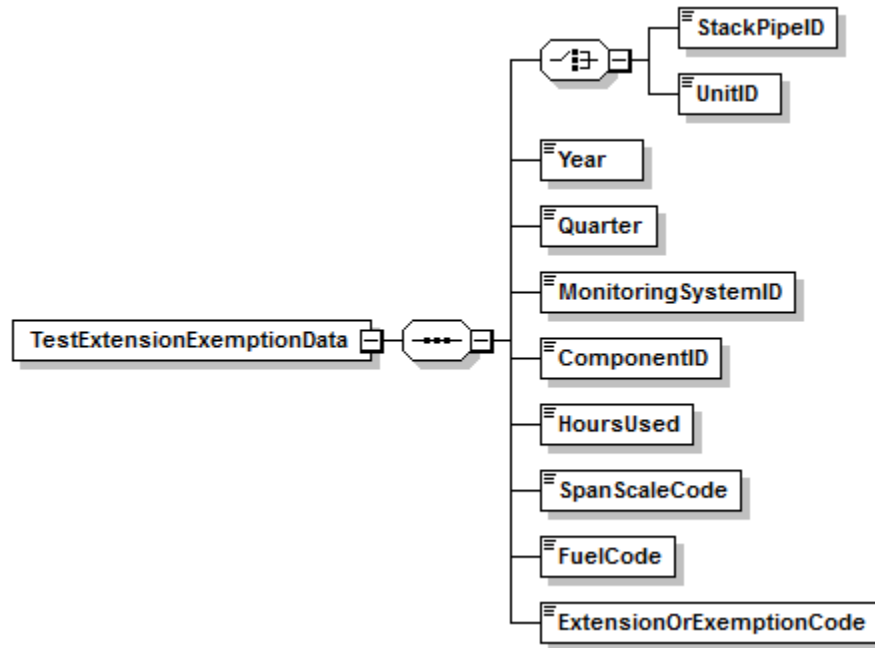 StackPipeID
UnitID
Year
Quarter
MonitoringSystemID
TestExtensionExemptionData
ComponentID
HoursUsed
SpanScaleCode
FuelCode
ExtensionOrExemptionCode